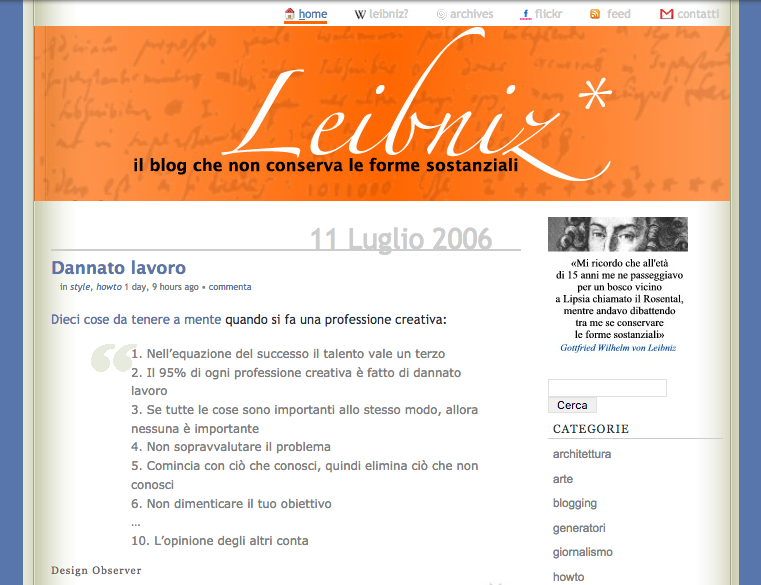 home leibniz? archives flickr feed contatti
Leibniz*
il blog che non conserva le forme sostanziali
11 Luglio 2006
Dannato lavoro
in style, howto 1 day, 9 hours ago • commenta
Dieci cose da tenere a mente quando si fa una professione creativa:
1. Nell’equazione del successo il talento vale un terzo
2. Il 95% di ogni professione creativa è fatto di dannato
lavoro
3. Se tutte le cose sono importanti allo stesso modo, allora
nessuna è importante
4. Non sopravvalutare il problema
5. Comincia con ciò che conosci, quindi elimina ciò che non
conosci
6. Non dimenticare il tuo obiettivo
…
10. L’opinione degli altri conta
Design Observer
«Mi ricordo che all'età
di 15 anni me ne passeggiavo
per un bosco vicino
a Lipsia chiamato il Rosental,
mentre andavo dibattendo
tra me se conservare
le forme sostanziali»
Gottfried Wilhelm von Leibniz
Cerca
CATEGORIE
architettura
arte
blogging
generatori
giornalismo
howto